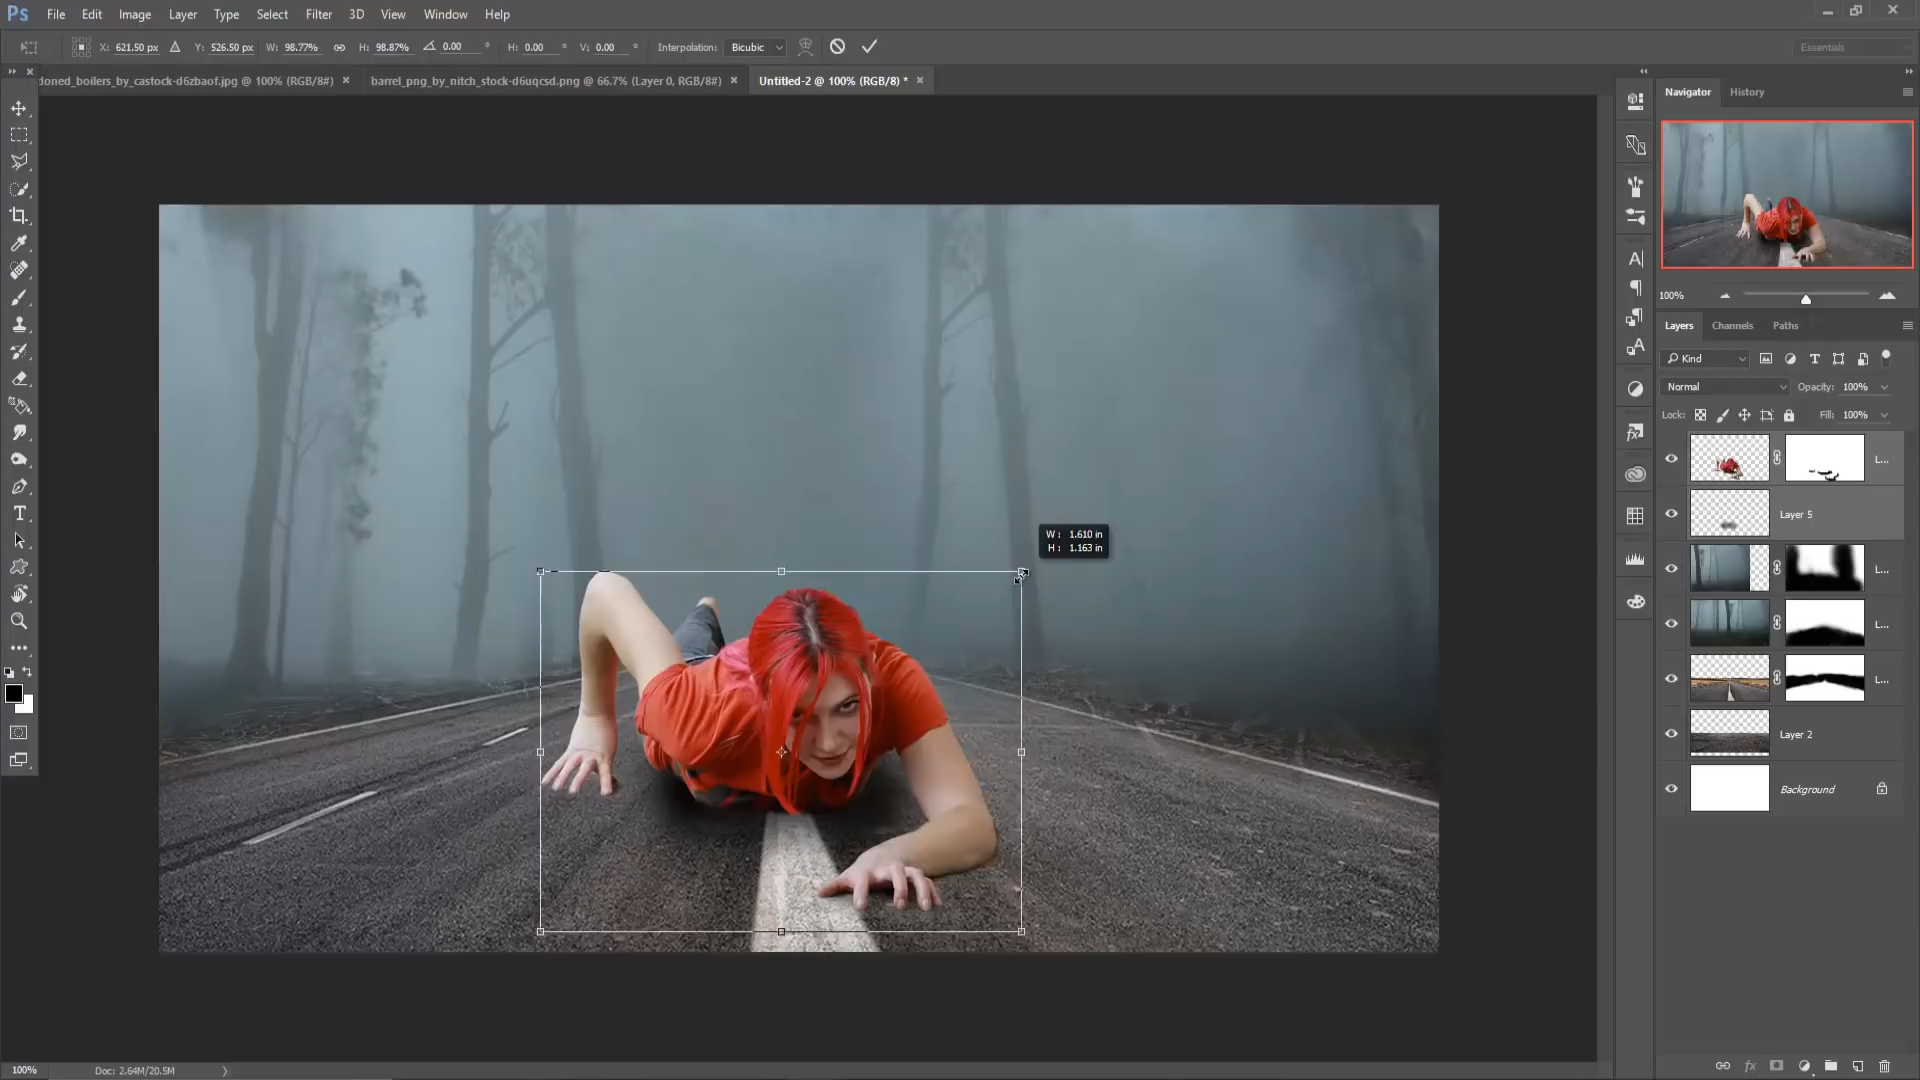 Ps File Edit Image Layer Type Select Filter 3D View Window Help
X: 621.50 px Y: 526.50 px W: 98.77% H: 98.87% 0.00 ° H: 0.00 ° V: 0.00 ° Interpolation: Bicubic Essentials
doned_boilers_by_castock-d6zbaof.jpg @ 100% (RGB/8#) × barrel_png_by_nitch_stock-d6uqcsd.png @ 66.7% (Layer 0, RGB/8#) × Untitled-2 @ 100% (RGB/8) * ×
Navigator History
100%
Layers Channels Paths
Kind
Normal Opacity: 100%
Lock: Fill: 100%
L...
Layer 5
W : 1.610 in
H : 1.163 in
L...
L...
L...
Layer 2
Background
100% Doc: 2.64M/20.5M